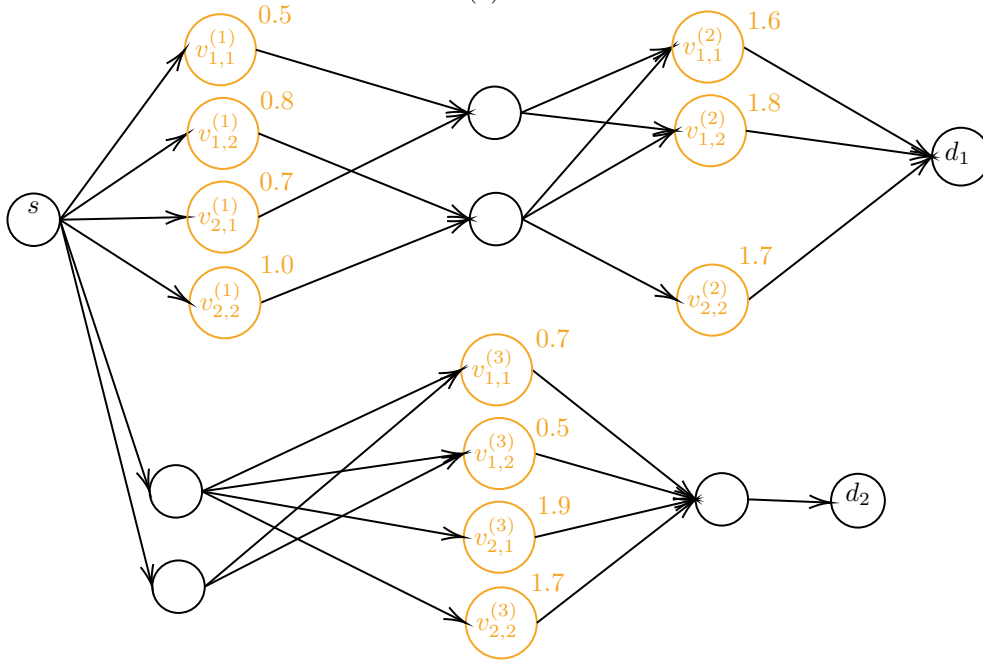 0.5
v_{1,1}^{(1)}
0.8
v_{1,2}^{(1)}
0.7
v_{2,1}^{(1)}
1.0
v_{2,2}^{(1)}
s
1.6
v_{1,1}^{(2)}
1.8
v_{1,2}^{(2)}
1.7
v_{2,2}^{(2)}
d_1
0.7
v_{1,1}^{(3)}
0.5
v_{1,2}^{(3)}
1.9
v_{2,1}^{(3)}
1.7
v_{2,2}^{(3)}
d_2